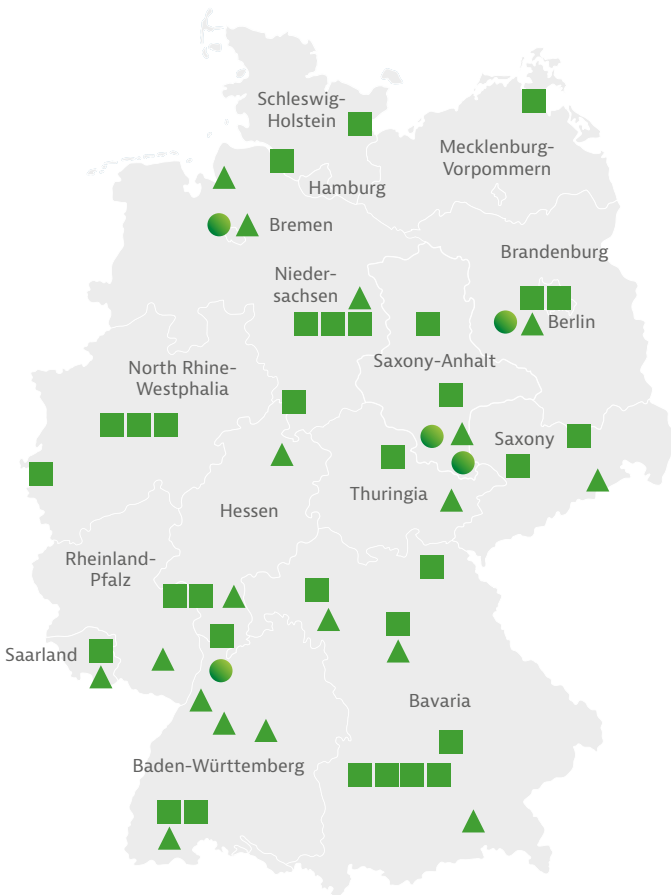 Schleswig-
Holstein
Mecklenburg-
Vorpommern
Hamburg
Bremen
Brandenburg
Nieder-
sachsen
Berlin
Saxony-Anhalt
North Rhine-
Westphalia
Saxony
Thuringia
Hessen
Rheinland-
Pfalz
Saarland
Bavaria
Baden-Württemberg